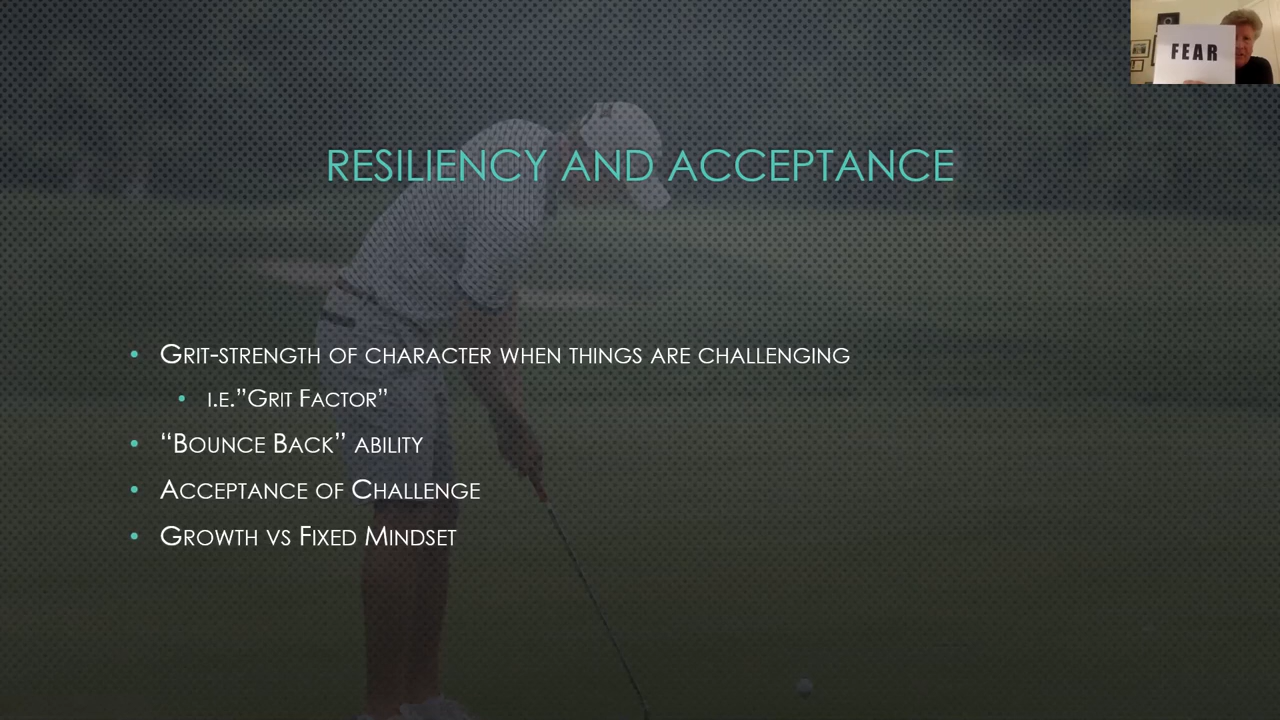 FEAR
RESILIENCY AND ACCEPTANCE
• GRIT-STRENGTH OF CHARACTER WHEN THINGS ARE CHALLENGING
• I.E.”GRIT FACTOR”
• “BOUNCE BACK” ABILITY
• ACCEPTANCE OF CHALLENGE
• GROWTH VS FIXED MINDSET